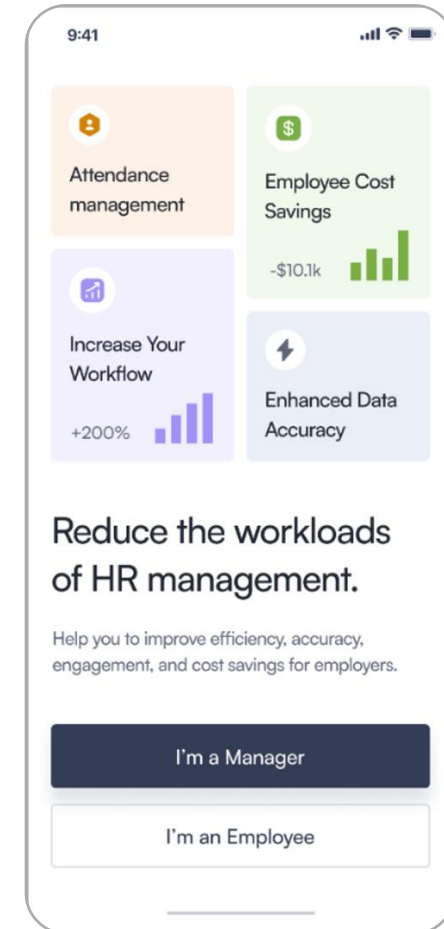 9:41
Attendance
management
$
Employee Cost
Savings
-$10.1k
Increase Your
Workflow
+200%
Enhanced Data
Accuracy
Reduce the workloads
of HR management.
Help you to improve efficiency, accuracy,
engagement, and cost savings for employers.
I'm a Manager
I'm an Employee